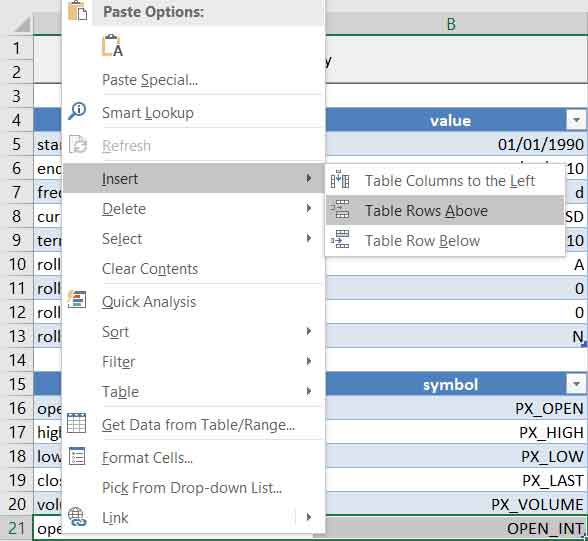 B
1
2 y
3
4 value
5 star 01/01/1990
6 end 10
7 freq d
8 curr SD
9 tern 10
10 roll A
11 roll 0
12 roll 0
13 roll N
14
15 symbol
16 ope PX_OPEN
17 high PX_HIGH
18 low PX_LOW
19 clos PX_LAST
20 volu PX_VOLUME
21 ope OPEN_INT
Paste Options:
Paste Special...
Smart Lookup
Refresh
Insert
Delete
Select
Clear Contents
Quick Analysis
Sort
Filter
Table
Get Data from Table/Range...
Format Cells...
Pick From Drop-down List...
Link
Table Columns to the Left
Table Rows Above
Table Row Below